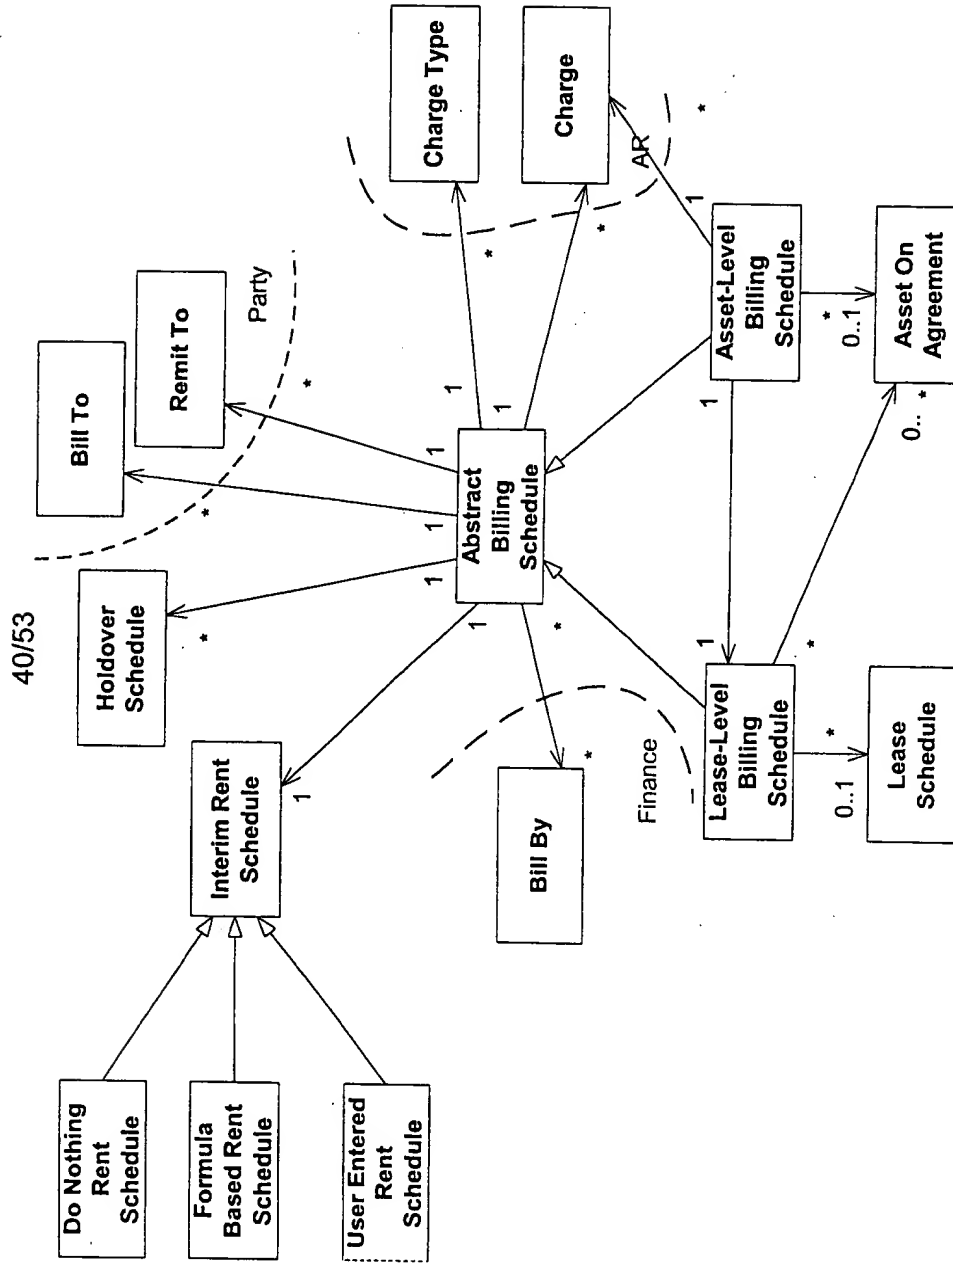 40/53
Do Nothing
Rent
Schedule
Formula
Based Rent
Schedule
User Entered
Rent
Schedule
Interim Rent
Schedule
1
Holdover
Schedule
*
Bill To
*
Remit To
*
Party
Charge Type
*
Charge
*
AR
*
Abstract
Billing
Schedule
1
1
1
1
1
1
*
Bill By
*
Finance
Lease-Level
Billing
Schedule
1
*
*
0..1
Lease
Schedule
Asset-Level
Billing
Schedule
1
1
*
0..1
Asset On
Agreement
0.. *